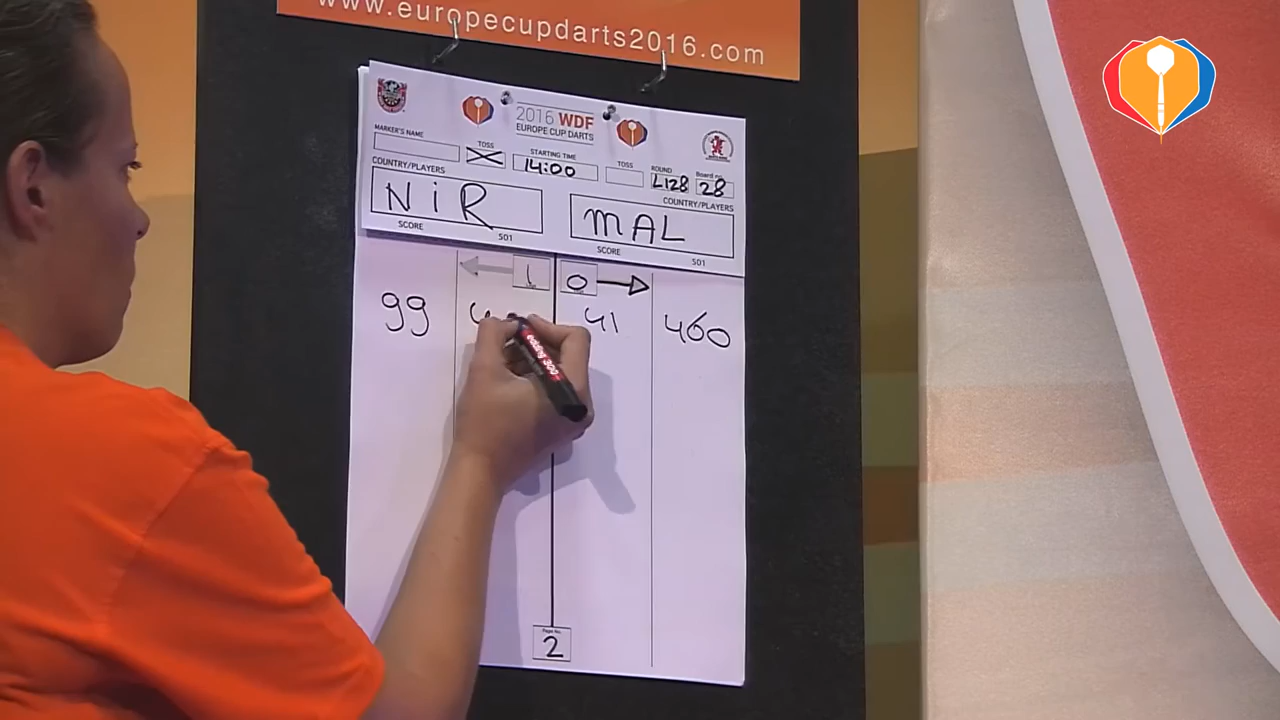 www.europecupdarts2016.com
2016 WDF
EUROPE CUP DARTS
MARKER'S NAME
TOSS
STARTING TIME
TOSS
ROUND
Board no.
14:00
L128
28
COUNTRY/PLAYERS
COUNTRY/PLAYERS
NiR
MAL
SCORE
501
SCORE
501
1
0
99
41
460
edding 300
Page No.
2